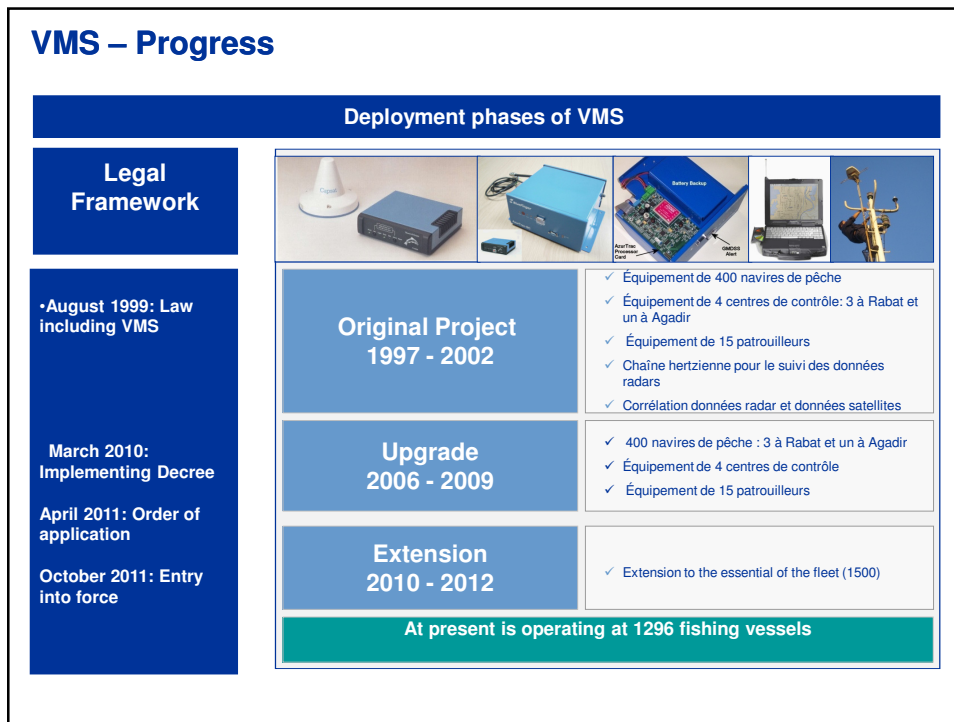 VMS – Progress
Deployment phases of VMS
Legal
Framework
Battery Backup
AzurTrac
Processor
Card
GMDSS
Alert
•August 1999: Law
including VMS
March 2010:
Implementing Decree
April 2011: Order of
application
October 2011: Entry
into force
Original Project
1997 - 2002
✓ Équipement de 400 navires de pêche
✓ Équipement de 4 centres de contrôle: 3 à Rabat et
un à Agadir
✓ Équipement de 15 patrouilleurs
✓ Chaîne hertzienne pour le suivi des données
radars
✓ Corrélation données radar et données satellites
Upgrade
2006 - 2009
✓ 400 navires de pêche : 3 à Rabat et un à Agadir
✓ Équipement de 4 centres de contrôle
✓ Équipement de 15 patrouilleurs
Extension
2010 - 2012
✓ Extension to the essential of the fleet (1500)
At present is operating at 1296 fishing vessels